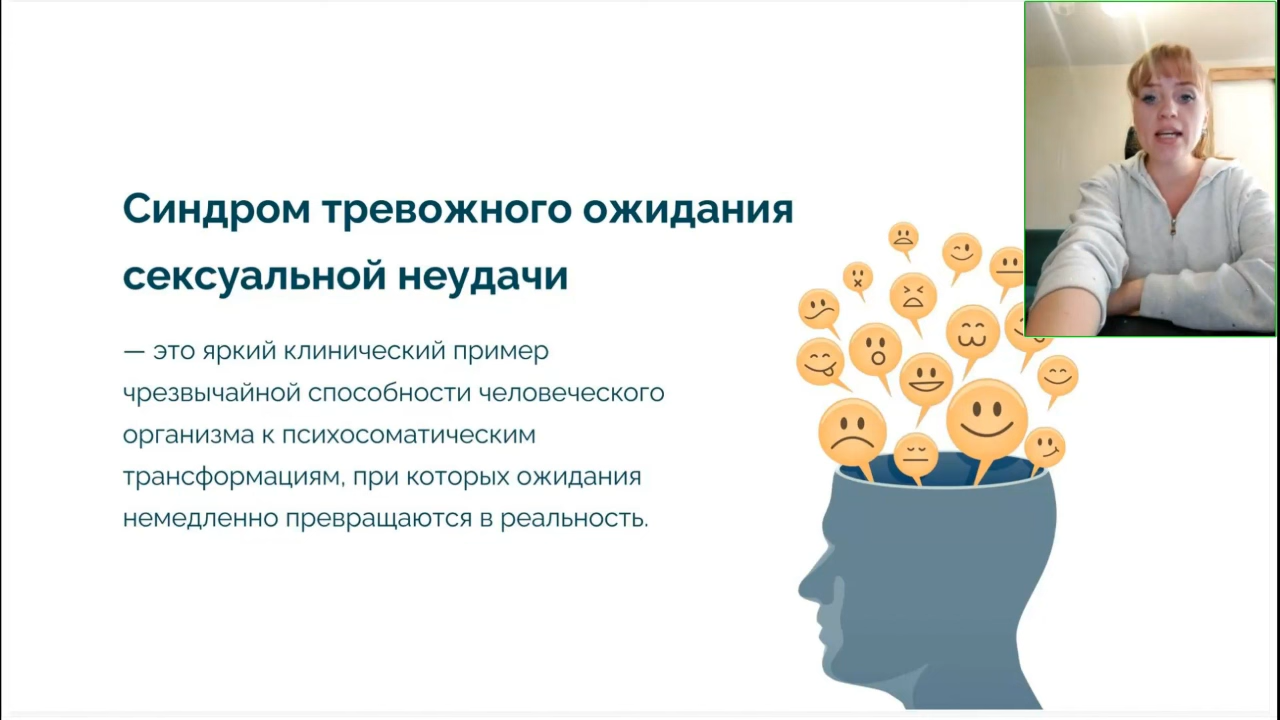 Синдром тревожного ожидания
сексуальной неудачи
— это яркий клинический пример
чрезвычайной способности человеческого
организма к психосоматическим
трансформациям, при которых ожидания
немедленно превращаются в реальность.